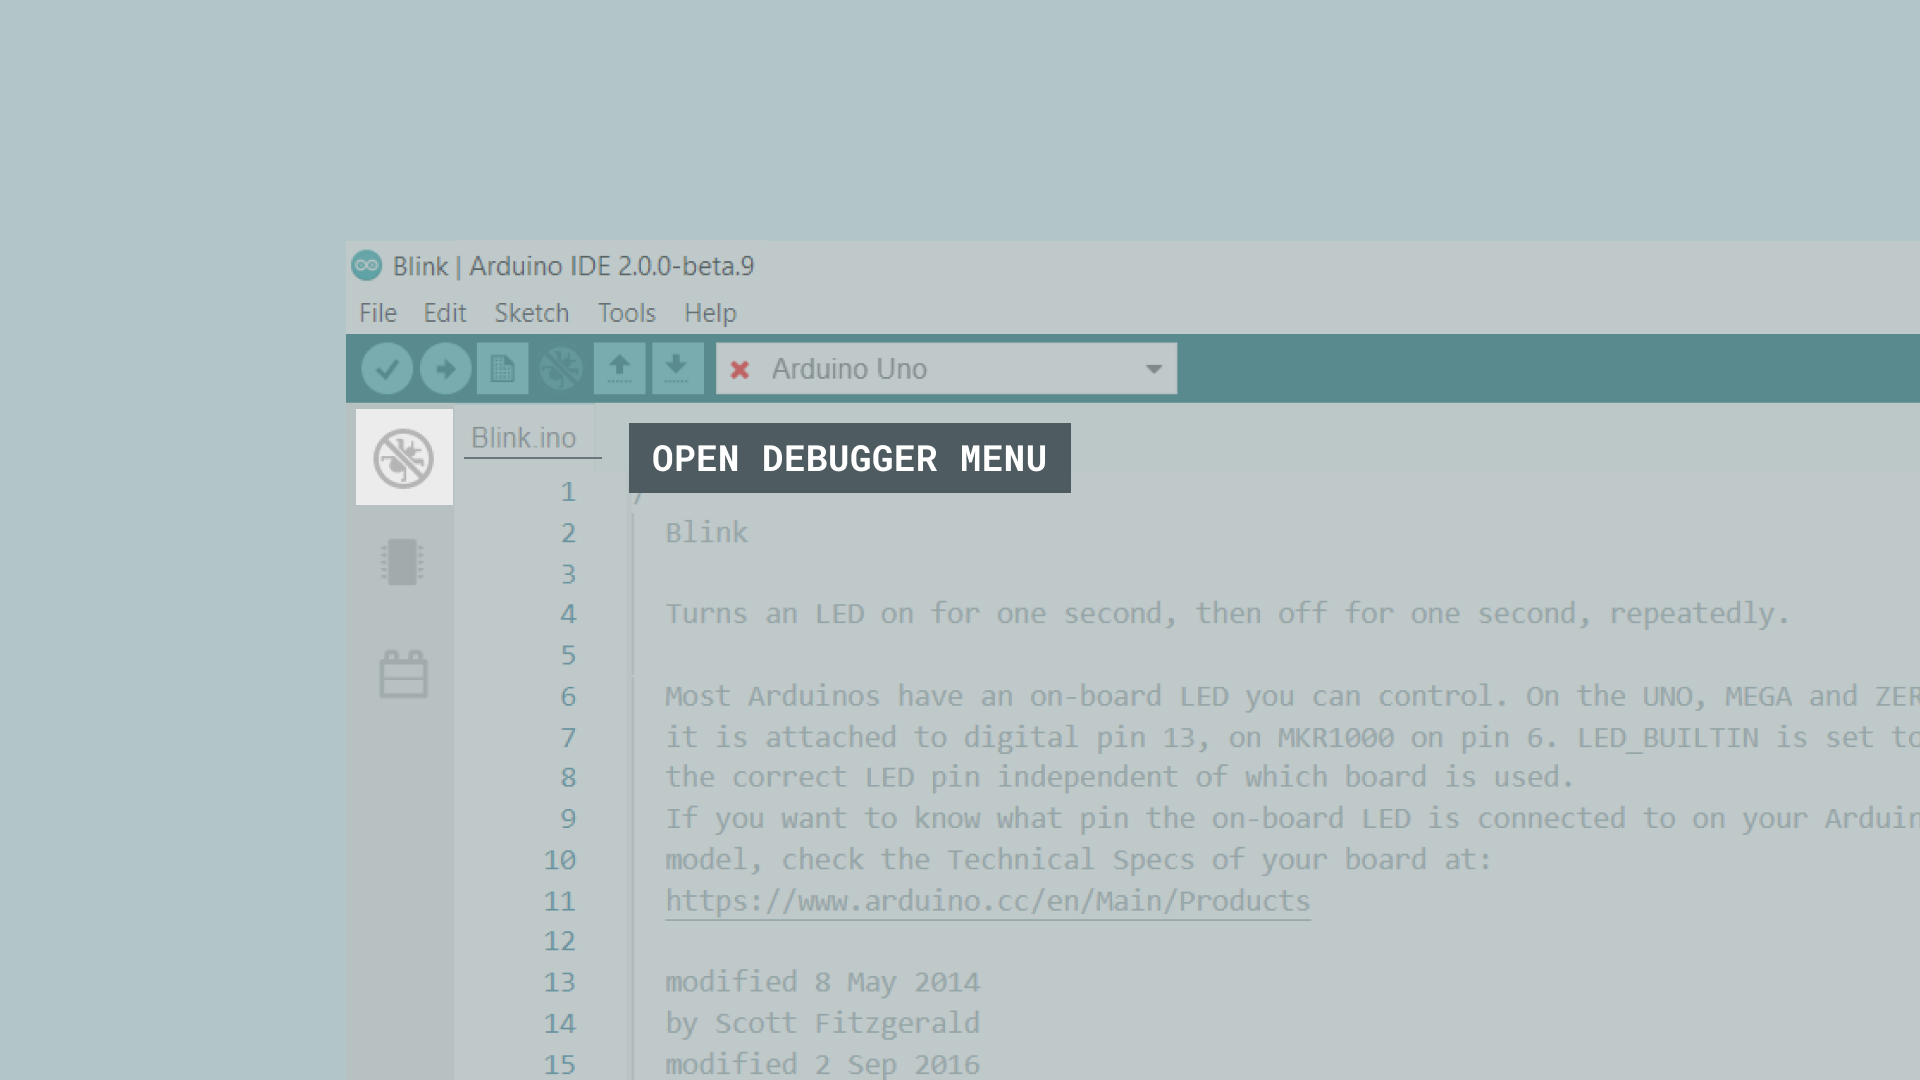 Blink | Arduino IDE 2.0.0-beta.9
File Edit Sketch Tools Help
Arduino Uno
Blink.ino
OPEN DEBUGGER MENU
1
2 Blink
3
4 Turns an LED on for one second, then off for one second, repeatedly.
5
6 Most Arduinos have an on-board LED you can control. On the UNO, MEGA and ZER
7 it is attached to digital pin 13, on MKR1000 on pin 6. LED_BUILTIN is set to
8 the correct LED pin independent of which board is used.
9 If you want to know what pin the on-board LED is connected to on your Arduin
10 model, check the Technical Specs of your board at:
11 https://www.arduino.cc/en/Main/Products
12
13 modified 8 May 2014
14 by Scott Fitzgerald
15 modified 2 Sep 2016